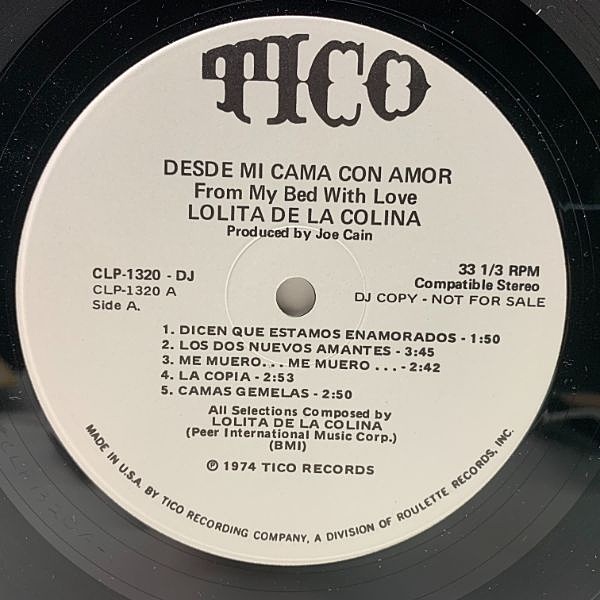 TICO
DESDE MI CAMA CON AMOR
From My Bed With Love
LOLITA DE LA COLINA
Produced by Joe Cain
CLP-1320 - DJ
CLP-1320 A
Side A.
33 1/3 RPM
Compatible Stereo
DJ COPY - NOT FOR SALE
1. DICEN QUE ESTAMOS ENAMORADOS - 1:50
2. LOS DOS NUEVOS AMANTES - 3:45
3. ME MUERO. . . ME MUERO . . . - 2:42
4. LA COPIA - 2:53
5. CAMAS GEMELAS - 2:50
All Selections Composed by
LOLITA DE LA COLINA
(Peer International Music Corp.)
(BMI)
℗ 1974 TICO RECORDS
MADE IN U.S.A. BY TICO RECORDING COMPANY, A DIVISION OF ROULETTE RECORDS, INC.